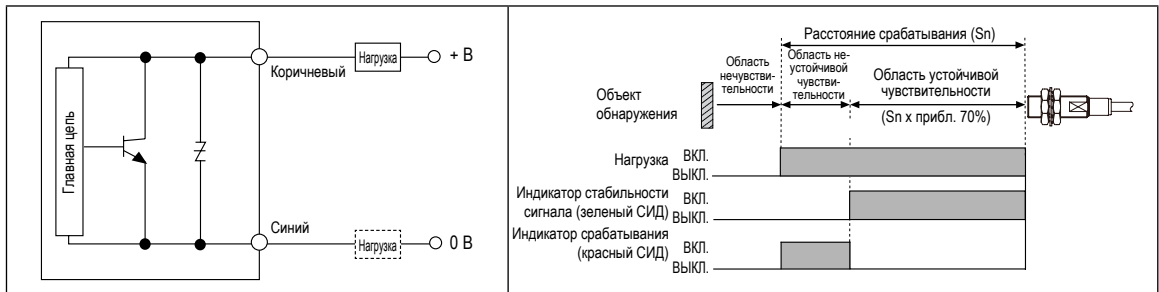 Главная цепь
Коричневый
Нагрузка
+ В
Синий
Нагрузка
0 В
Расстояние срабатывания (Sn)
Область
нечувстви-
тельности
Область не-
устойчивой
чувстви-
тельности
Область устойчивой
чувствительности
(Sn x прибл. 70%)
Объект
обнаружения
Нагрузка
ВКЛ.
ВЫКЛ.
Индикатор стабильности
сигнала (зеленый СИД)
ВКЛ.
ВЫКЛ.
Индикатор срабатывания
(красный СИД)
ВКЛ.
ВЫКЛ.